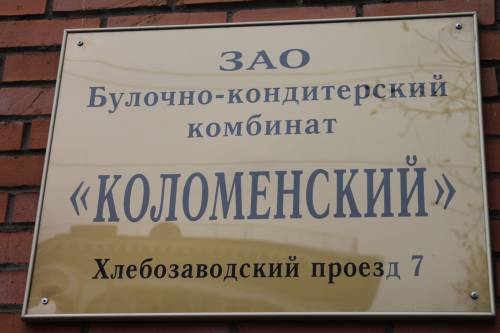 ЗАО
Булочно-кондитерский
комбинат
«КОЛОМЕНСКИЙ»
Хлебозаводский проезд 7